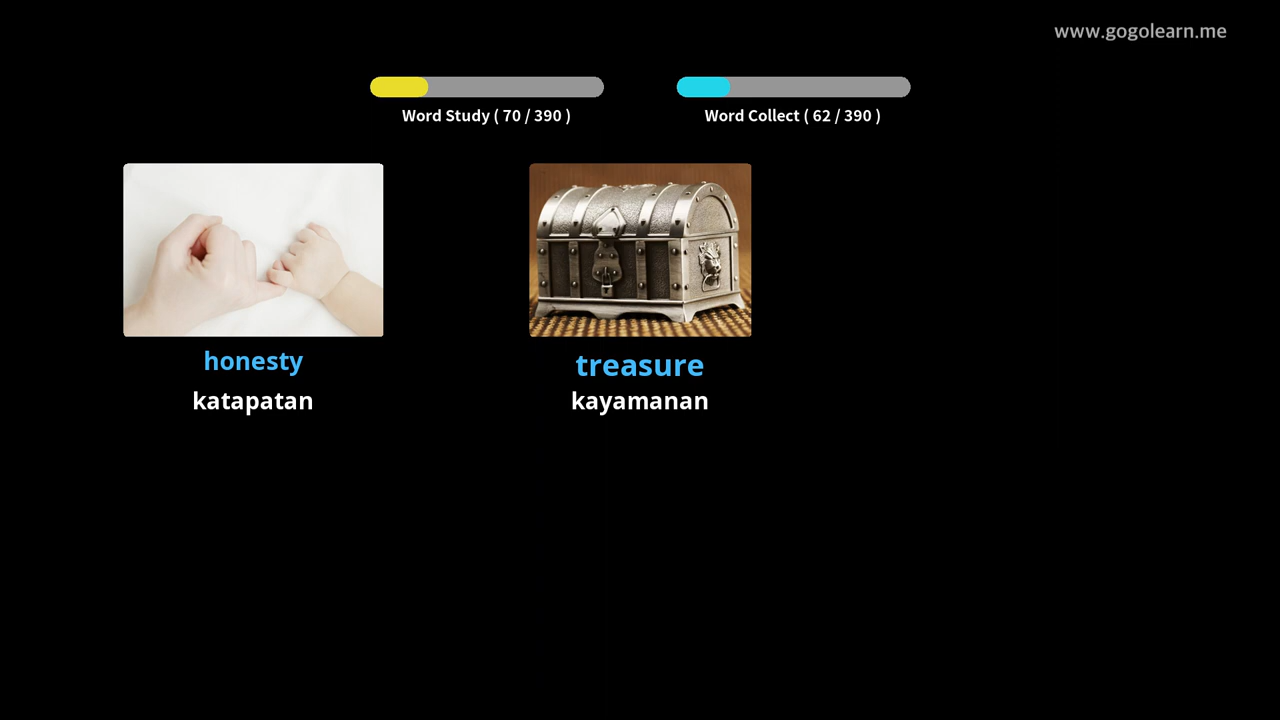 www.gogolearn.me
Word Study ( 70 / 390 )
Word Collect ( 62 / 390 )
honesty
katapatan
treasure
kayamanan